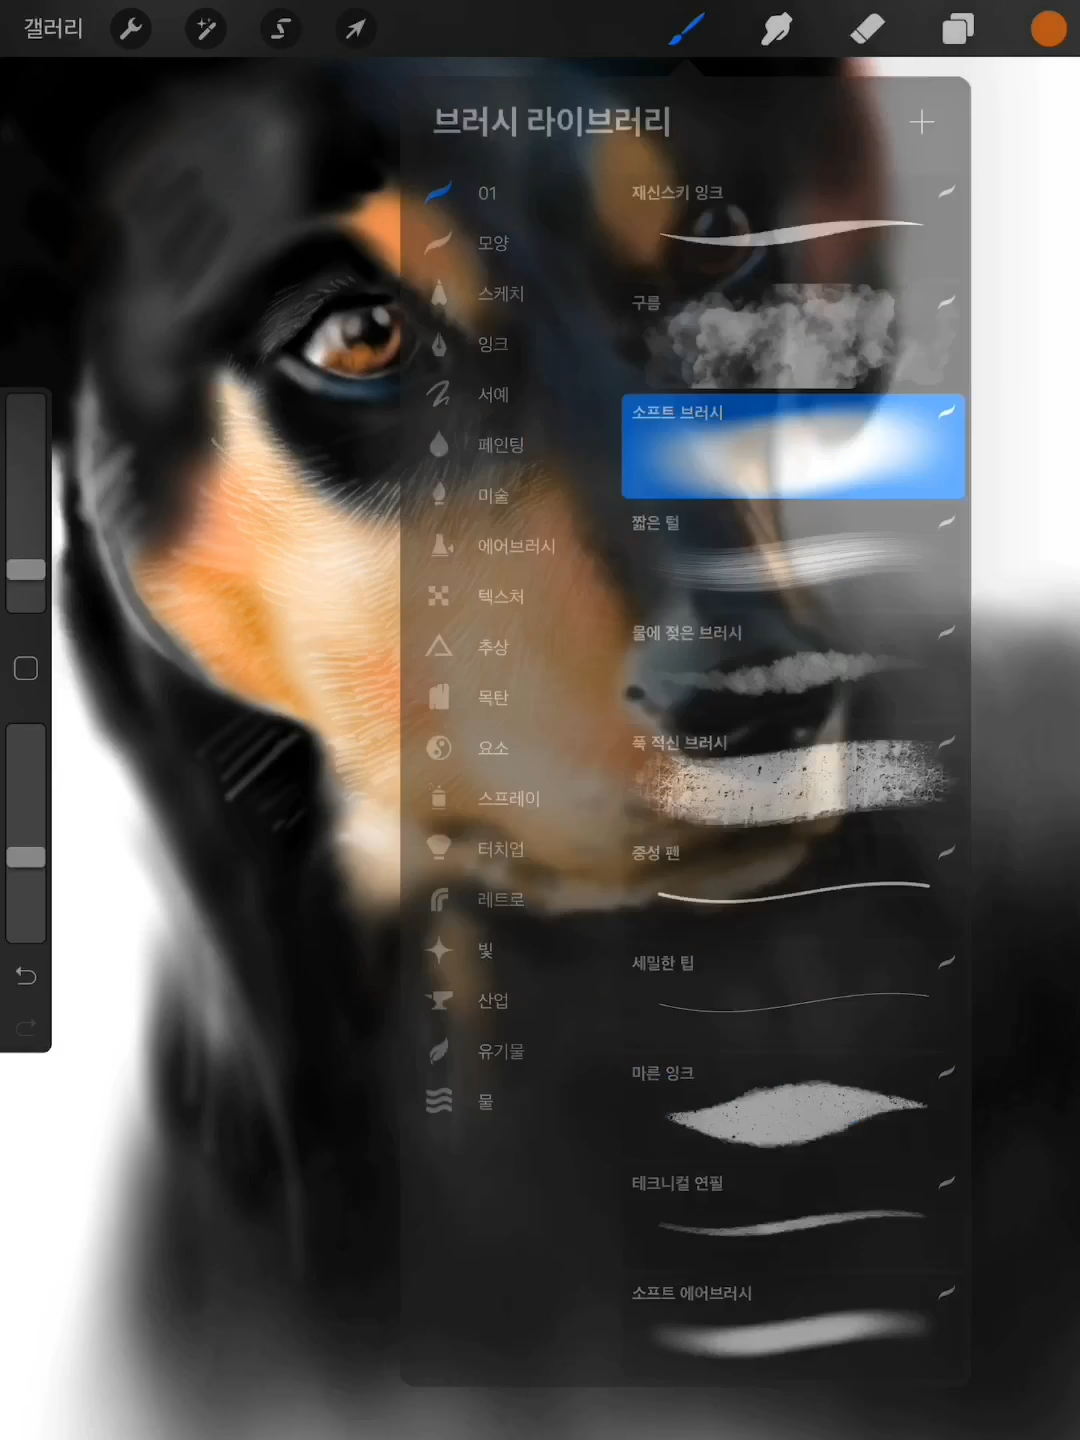 갤러리
브러시 라이브러리
01
모양
스케치
잉크
서예
페인팅
미술
에어브러시
텍스처
추상
목탄
요소
스프레이
터치업
레트로
빛
산업
유기물
물
재신스키 잉크
구름
소프트 브러시
짧은 털
물에 젖은 브러시
푹 적신 브러시
중성 펜
세밀한 팁
마른 잉크
테크니컬 연필
소프트 에어브러시